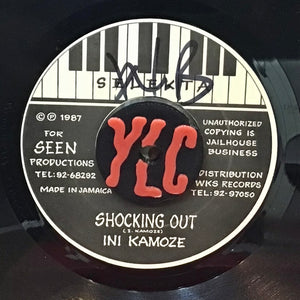 SELEKTA
© ℗ 1987
FOR
SEEN
PRODUCTIONS
TEL: 92-68292
MADE IN JAMAICA
UNAUTHORIZED
COPYING IS
JAILHOUSE
BUSINESS
DISTRIBUTION
WKS RECORDS
TEL: 92-97050
YLC
SHOCKING OUT
(I. KAMOZE)
INI KAMOZE